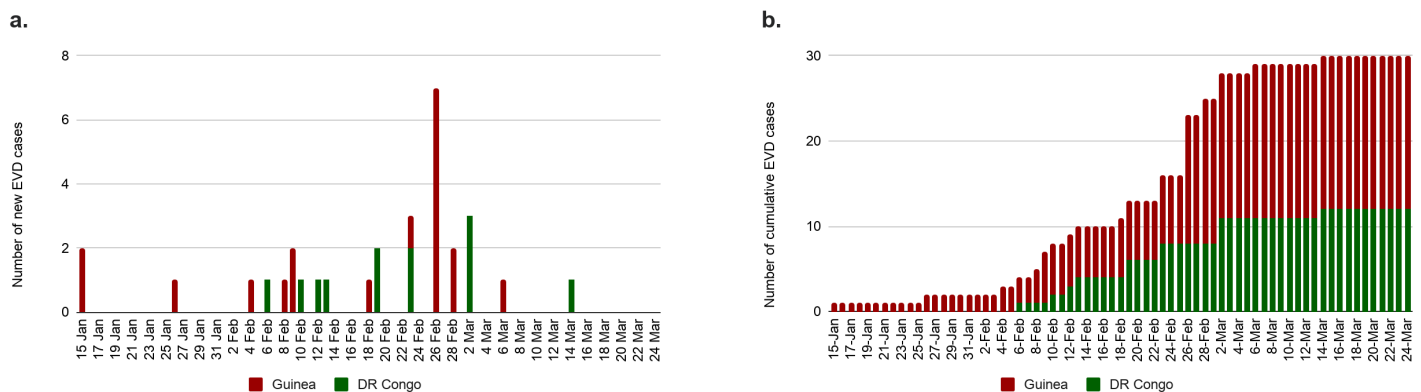 a.
Number of new EVD cases
8
6
4
2
0
15 Jan
17 Jan
19 Jan
21 Jan
23 Jan
25 Jan
27 Jan
29 Jan
31 Jan
2 Feb
4 Feb
6 Feb
8 Feb
10 Feb
12 Feb
14 Feb
16 Feb
18 Feb
20 Feb
22 Feb
24 Feb
26 Feb
28 Feb
2 Mar
4 Mar
6 Mar
8 Mar
10 Mar
12 Mar
14 Mar
16 Mar
18 Mar
20 Mar
22 Mar
24 Mar
Guinea
DR Congo
b.
Number of cumulative EVD cases
30
20
10
0
15-Jan
17-Jan
19-Jan
21-Jan
23-Jan
25-Jan
27-Jan
29-Jan
31-Jan
2-Feb
4-Feb
6-Feb
8-Feb
10-Feb
12-Feb
14-Feb
16-Feb
18-Feb
20-Feb
22-Feb
24-Feb
26-Feb
28-Feb
2-Mar
4-Mar
6-Mar
8-Mar
10-Mar
12-Mar
14-Mar
16-Mar
18-Mar
20-Mar
22-Mar
24-Mar
Guinea
DR Congo